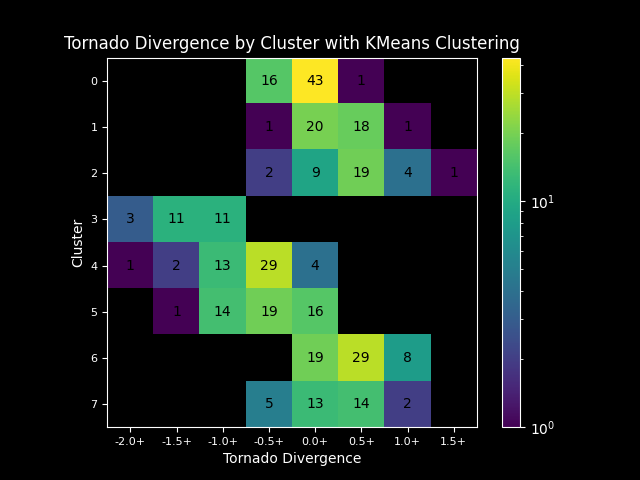 Tornado Divergence by Cluster with KMeans Clustering
0 16 43 1
1 1 20 18 1
2 2 9 19 4 1
3 3 11 11
4 1 2 13 29 4
5 1 14 19 16
6 19 29 8
7 5 13 14 2
Cluster
-2.0+ -1.5+ -1.0+ -0.5+ 0.0+ 0.5+ 1.0+ 1.5+
Tornado Divergence
10¹
10⁰